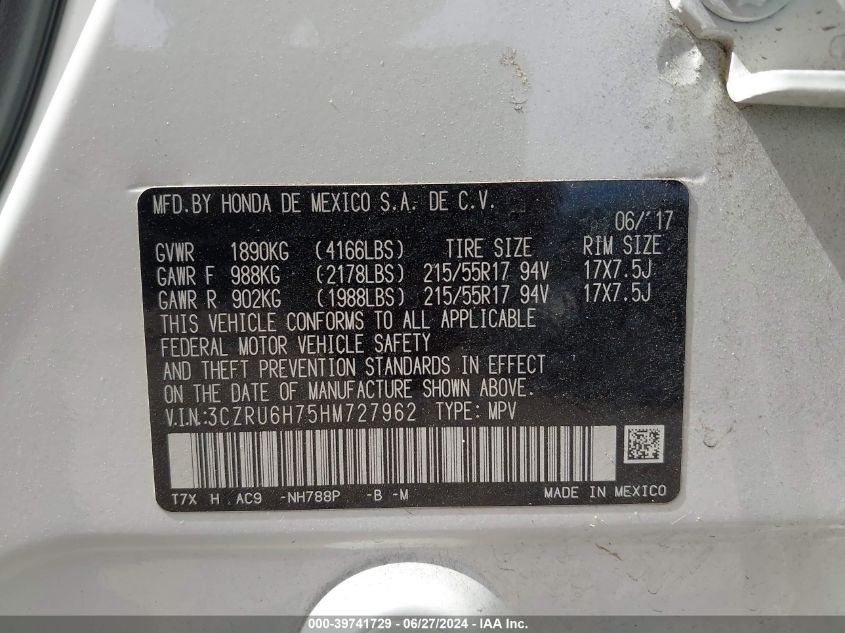 MFD.BY HONDA DE MEXICO S.A. DE C.V.
06/'17
GVWR 1890KG (4166LBS) TIRE SIZE RIM SIZE
GAWR F 988KG (2178LBS) 215/55R17 94V 17X7.5J
GAWR R 902KG (1988LBS) 215/55R17 94V 17X7.5J
THIS VEHICLE CONFORMS TO ALL APPLICABLE
FEDERAL MOTOR VEHICLE SAFETY
AND THEFT PREVENTION STANDARDS IN EFFECT
ON THE DATE OF MANUFACTURE SHOWN ABOVE.
V.I.N.:3CZRU6H75HM727962 TYPE: MPV
T7X H AC9 -NH788P -B -M MADE IN MEXICO
000-39741729 - 06/27/2024 - © IAA, Inc.